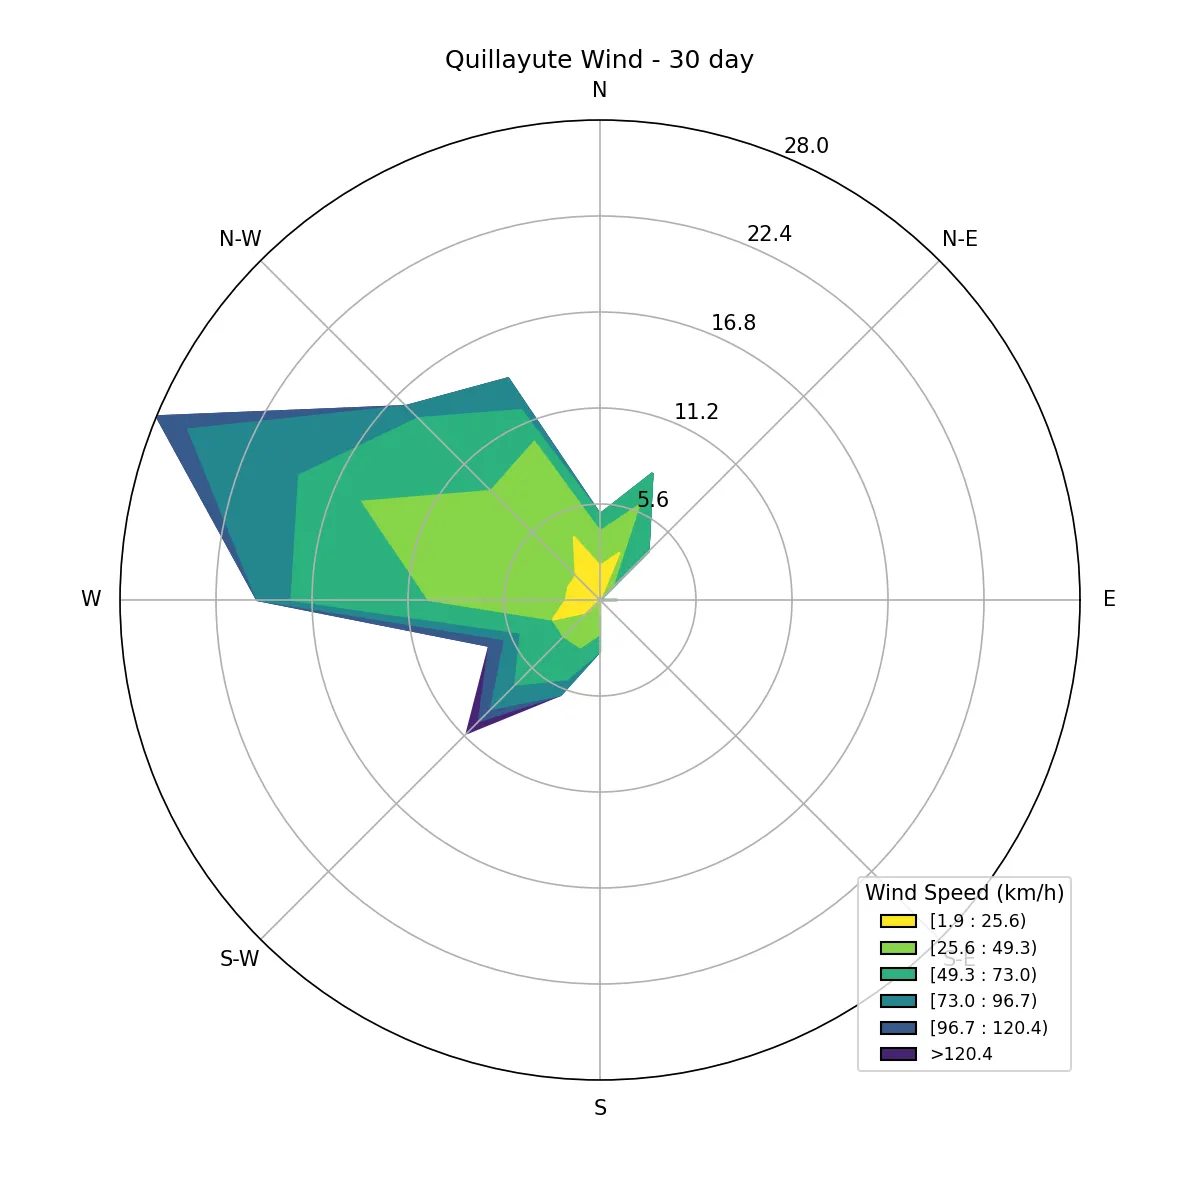 Quillayute Wind - 30 day
N
28.0
N-W
N-E
22.4
16.8
11.2
5.6
W
E
S-W
S-E
S
Wind Speed (km/h)
[1.9 : 25.6)
[25.6 : 49.3)
[49.3 : 73.0)
[73.0 : 96.7)
[96.7 : 120.4)
>120.4